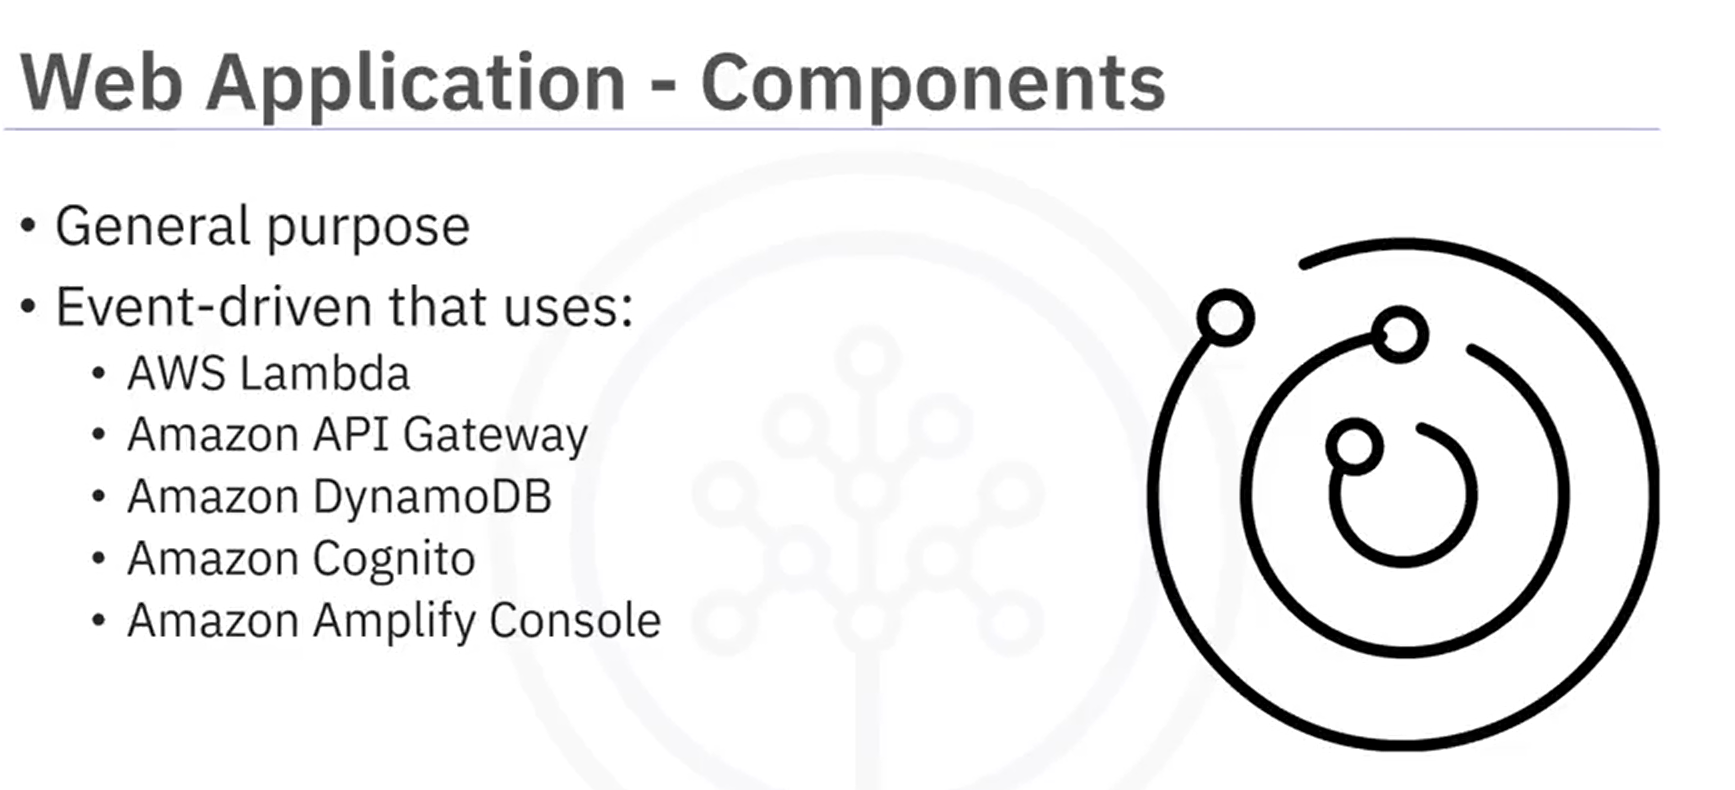 Web Application - Components
• General purpose
• Event-driven that uses:
• AWS Lambda
• Amazon API Gateway
• Amazon DynamoDB
• Amazon Cognito
• Amazon Amplify Console